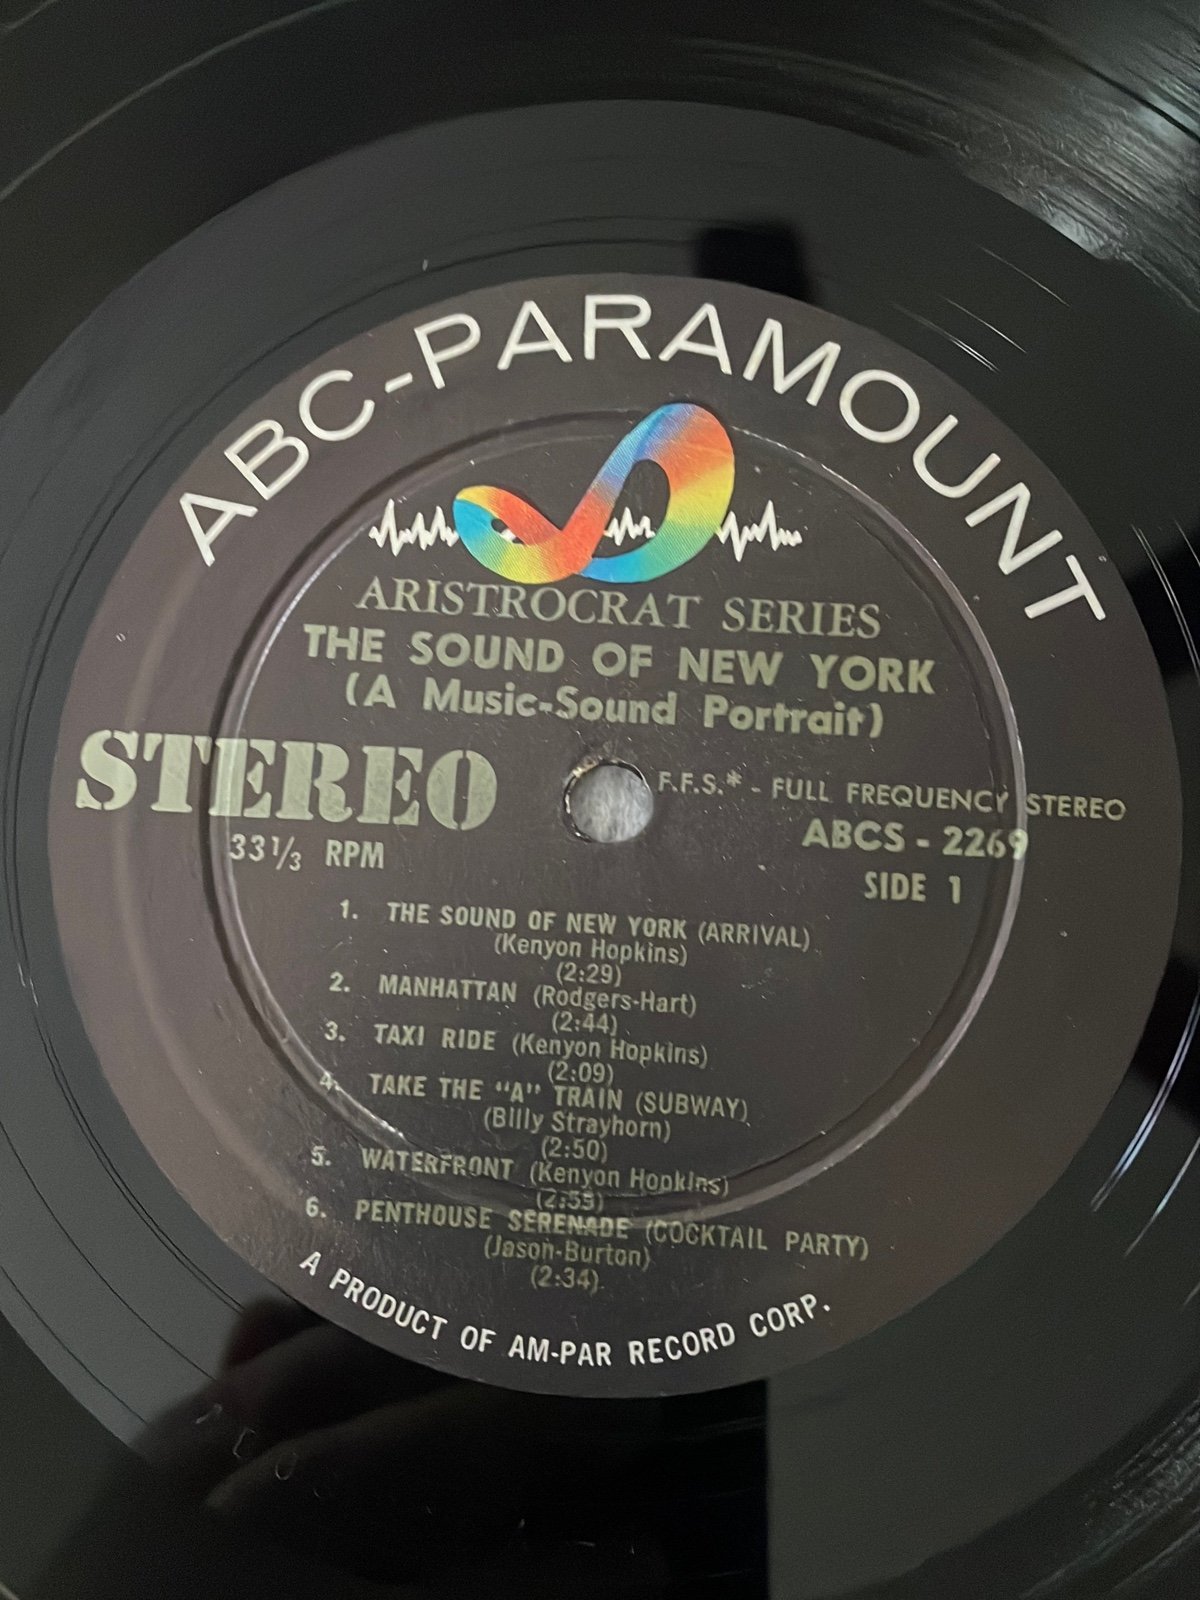 ABC-PARAMOUNT
ARISTROCRAT SERIES
THE SOUND OF NEW YORK
(A Music-Sound Portrait)
STEREO
F.F.S.* - FULL FREQUENCY STEREO
33⅓ RPM
ABCS - 2269
SIDE 1
1. THE SOUND OF NEW YORK (ARRIVAL)
(Kenyon Hopkins)
(2:29)
2. MANHATTAN (Rodgers-Hart)
(2:44)
3. TAXI RIDE (Kenyon Hopkins)
(2:09)
4. TAKE THE "A" TRAIN (SUBWAY)
(Billy Strayhorn)
(2:50)
5. WATERFRONT (Kenyon Hopkins)
(2:59)
6. PENTHOUSE SERENADE (COCKTAIL PARTY)
(Jason-Burton)
(2:34)
A PRODUCT OF AM-PAR RECORD CORP.